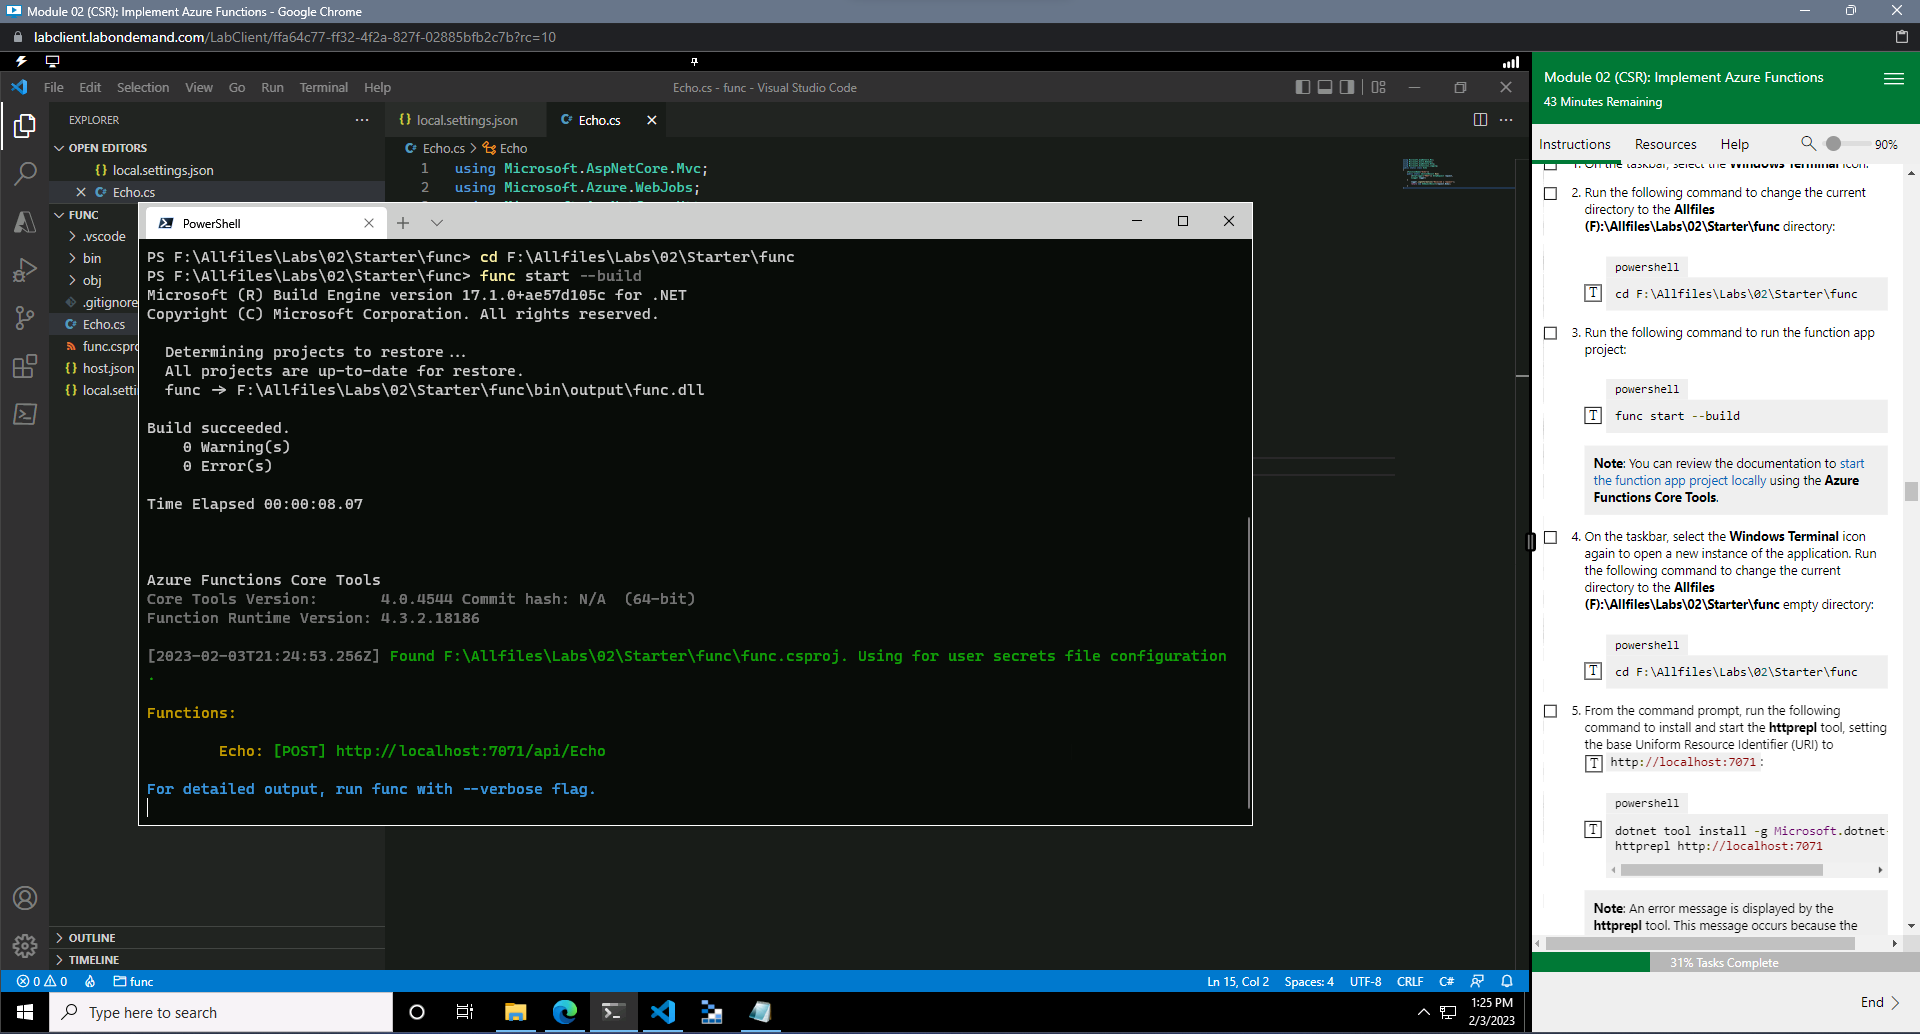 Module 02 (CSR): Implement Azure Functions - Google Chrome
labclient.labondemand.com/LabClient/ffa64c77-ff32-4f2a-827f-02885bfb2c7b?rc=10
File Edit Selection View Go Run Terminal Help
Echo.cs - func - Visual Studio Code
EXPLORER
OPEN EDITORS
{} local.settings.json
Echo.cs
FUNC
.vscode
bin
obj
.gitignore
Echo.cs
func.cspro
{} host.json
{} local.setti
OUTLINE
TIMELINE
{} local.settings.json
Echo.cs
Echo.cs > Echo
1 using Microsoft.AspNetCore.Mvc;
2 using Microsoft.Azure.WebJobs;
PowerShell
PS F:\Allfiles\Labs\02\Starter\func> cd F:\Allfiles\Labs\02\Starter\func
PS F:\Allfiles\Labs\02\Starter\func> func start --build
Microsoft (R) Build Engine version 17.1.0+ae57d105c for .NET
Copyright (C) Microsoft Corporation. All rights reserved.
Determining projects to restore...
All projects are up-to-date for restore.
func -> F:\Allfiles\Labs\02\Starter\func\bin\output\func.dll
Build succeeded.
0 Warning(s)
0 Error(s)
Time Elapsed 00:00:08.07
Azure Functions Core Tools
Core Tools Version: 4.0.4544 Commit hash: N/A (64-bit)
Function Runtime Version: 4.3.2.18186
[2023-02-03T21:24:53.256Z] Found F:\Allfiles\Labs\02\Starter\func\func.csproj. Using for user secrets file configuration
.
Functions:
Echo: [POST] http://localhost:7071/api/Echo
For detailed output, run func with --verbose flag.
0 0 func
Ln 15, Col 2 Spaces: 4 UTF-8 CRLF C#
Type here to search
1:25 PM
2/3/2023
Module 02 (CSR): Implement Azure Functions
43 Minutes Remaining
Instructions Resources Help 90%
1. On the taskbar, select the Windows Terminal icon.
2. Run the following command to change the current
directory to the Allfiles
(F):\Allfiles\Labs\02\Starter\func directory:
powershell
T cd F:\Allfiles\Labs\02\Starter\func
3. Run the following command to run the function app
project:
powershell
T func start --build
Note: You can review the documentation to start
the function app project locally using the Azure
Functions Core Tools.
4. On the taskbar, select the Windows Terminal icon
again to open a new instance of the application. Run
the following command to change the current
directory to the Allfiles
(F):\Allfiles\Labs\02\Starter\func empty directory:
powershell
T cd F:\Allfiles\Labs\02\Starter\func
5. From the command prompt, run the following
command to install and start the httprepl tool, setting
the base Uniform Resource Identifier (URI) to
T http://localhost:7071:
powershell
T dotnet tool install -g Microsoft.dotnet-
httprepl http://localhost:7071
Note: An error message is displayed by the
httprepl tool. This message occurs because the
31% Tasks Complete
End